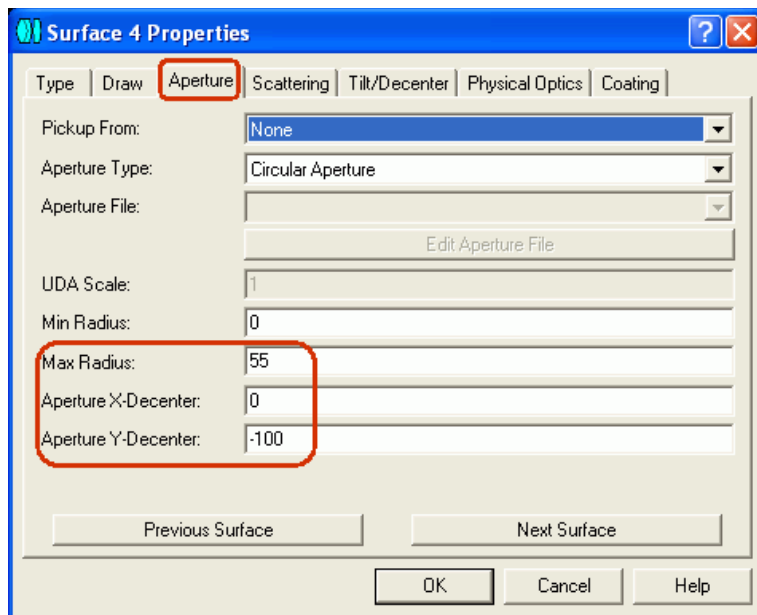 Surface 4 Properties
Type Draw Aperture Scattering Tilt/Decenter Physical Optics Coating
Pickup From: None
Aperture Type: Circular Aperture
Aperture File:
Edit Aperture File
UDA Scale: 1
Min Radius: 0
Max Radius: 55
Aperture X-Decenter: 0
Aperture Y-Decenter: -100
Previous Surface Next Surface
OK Cancel Help